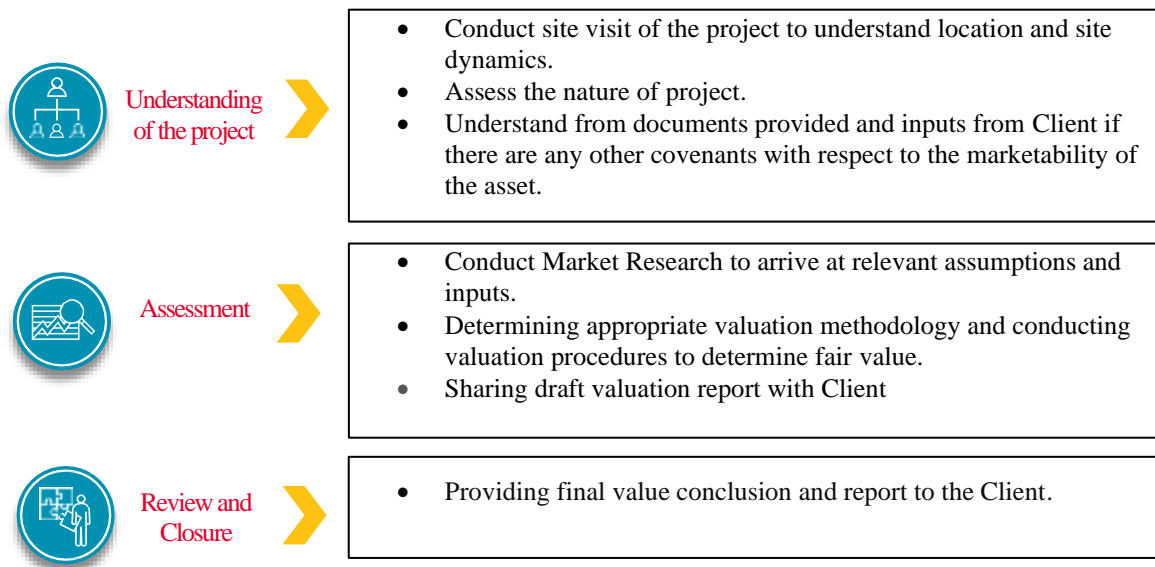 Understanding
of the project
• Conduct site visit of the project to understand location and site
dynamics.
• Assess the nature of project.
• Understand from documents provided and inputs from Client if
there are any other covenants with respect to the marketability of
the asset.
Assessment
• Conduct Market Research to arrive at relevant assumptions and
inputs.
• Determining appropriate valuation methodology and conducting
valuation procedures to determine fair value.
• Sharing draft valuation report with Client
Review and
Closure
• Providing final value conclusion and report to the Client.